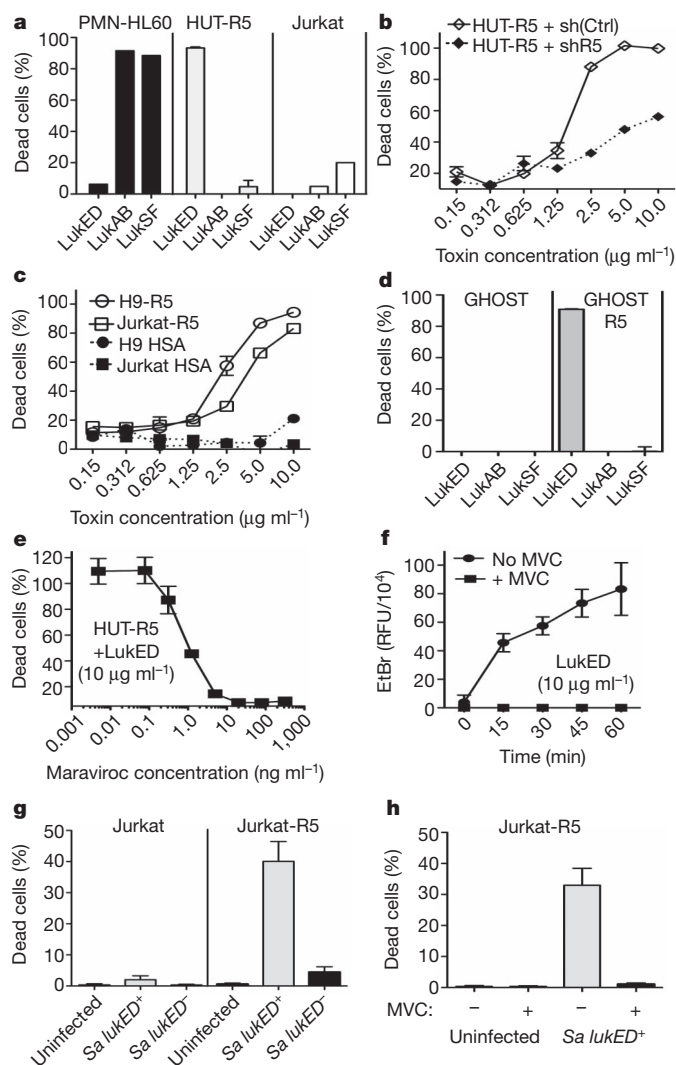 a
PMN-HL60 HUT-R5 Jurkat
Dead cells (%)
100
80
60
40
20
0
LukED LukAB LukSF LukED LukAB LukSF LukED LukAB LukSF
b
HUT-R5 + sh(Ctrl)
HUT-R5 + shR5
Dead cells (%)
100
80
60
40
20
0.15 0.312 0.625 1.25 2.5 5.0 10.0
Toxin concentration (μg ml⁻¹)
c
H9-R5
Jurkat-R5
H9 HSA
Jurkat HSA
Dead cells (%)
100
80
60
40
20
0
0.15 0.312 0.625 1.25 2.5 5.0 10.0
Toxin concentration (μg ml⁻¹)
d
GHOST GHOST
R5
Dead cells (%)
100
80
60
40
20
0
LukED LukAB LukSF LukED LukAB LukSF
e
Dead cells (%)
120
100
80
60
40
20
HUT-R5
+LukED
(10 μg ml⁻¹)
0.001 0.01 0.1 1.0 10 100 1,000
Maraviroc concentration (ng ml⁻¹)
f
No MVC
+ MVC
EtBr (RFU/10⁴)
100
80
60
40
20
0
LukED
(10 μg ml⁻¹)
0 15 30 45 60
Time (min)
g
Jurkat Jurkat-R5
Dead cells (%)
50
40
30
20
10
0
Uninfected Sa lukED⁺ Sa lukED⁻ Uninfected Sa lukED⁺ Sa lukED⁻
h
Jurkat-R5
Dead cells (%)
50
40
30
20
10
0
MVC: – + – +
Uninfected Sa lukED⁺